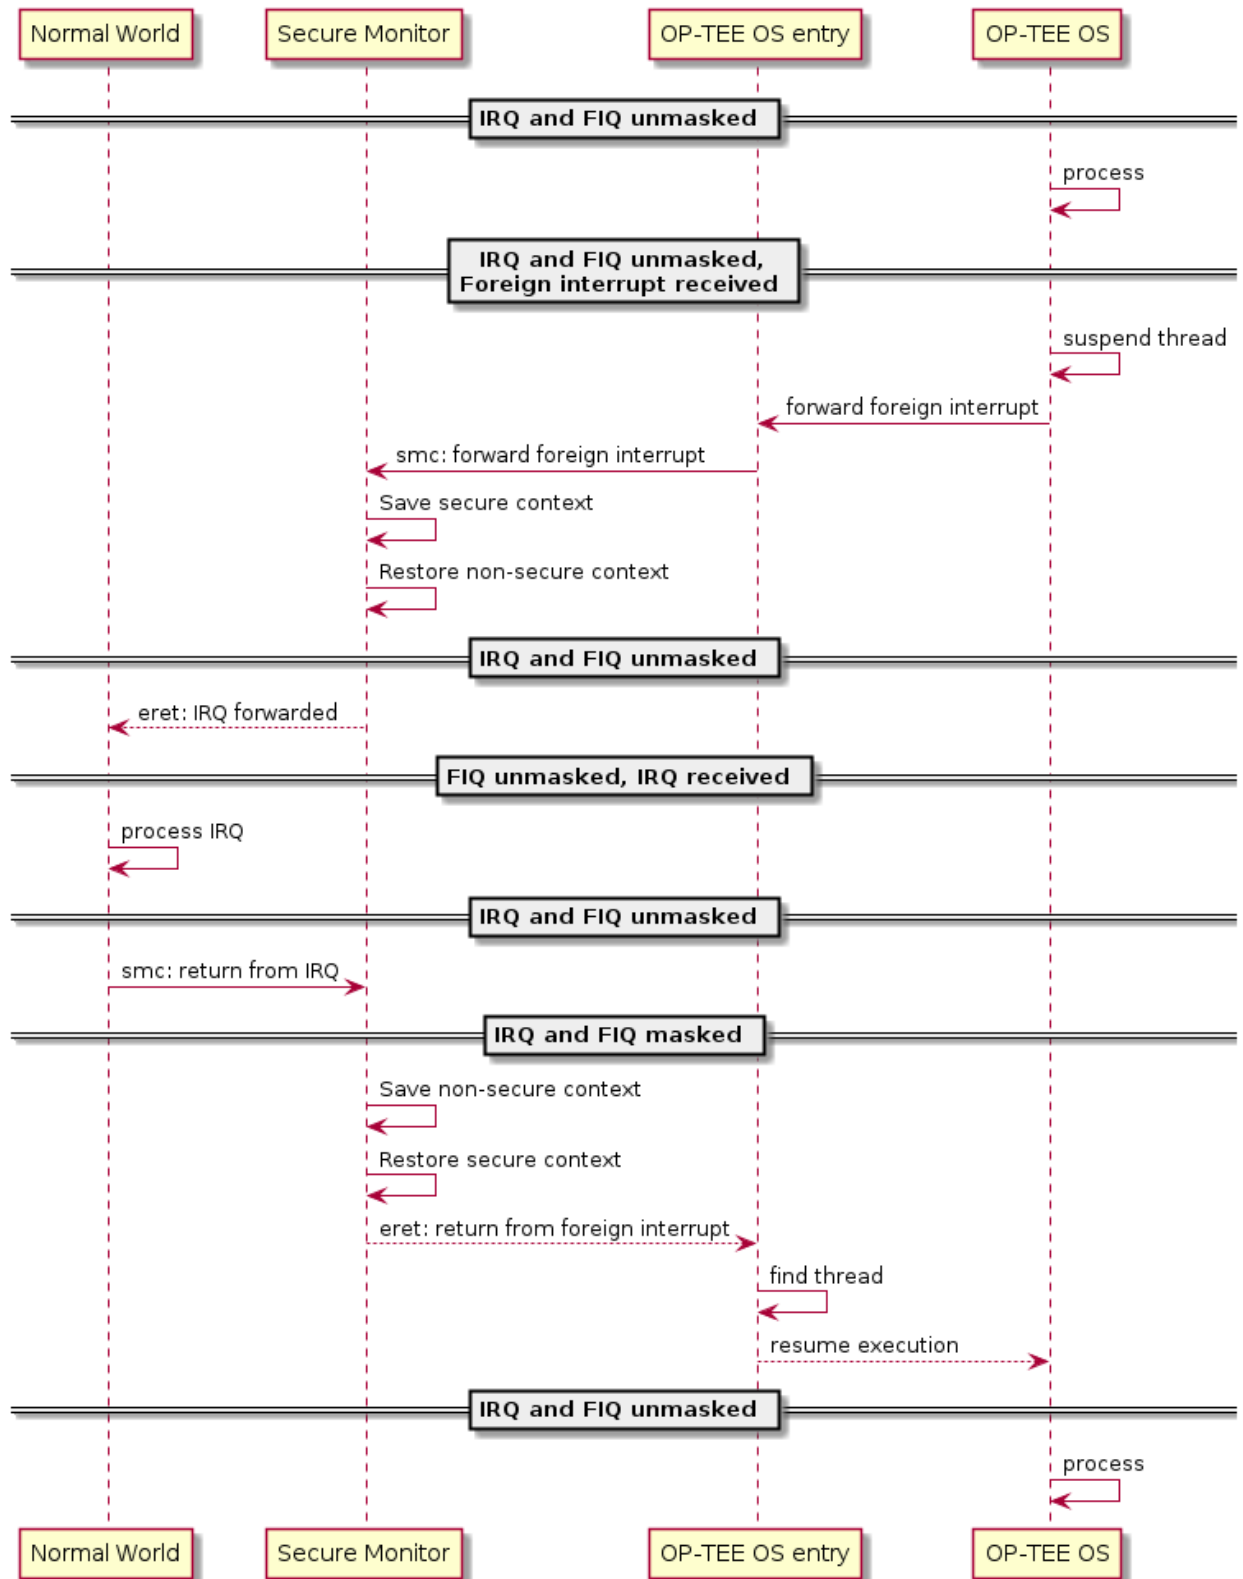 Normal World
Secure Monitor
OP-TEE OS entry
OP-TEE OS
IRQ and FIQ unmasked
process
IRQ and FIQ unmasked,
Foreign interrupt received
suspend thread
forward foreign interrupt
smc: forward foreign interrupt
Save secure context
Restore non-secure context
IRQ and FIQ unmasked
eret: IRQ forwarded
FIQ unmasked, IRQ received
process IRQ
IRQ and FIQ unmasked
smc: return from IRQ
IRQ and FIQ masked
Save non-secure context
Restore secure context
eret: return from foreign interrupt
find thread
resume execution
IRQ and FIQ unmasked
process
Normal World
Secure Monitor
OP-TEE OS entry
OP-TEE OS